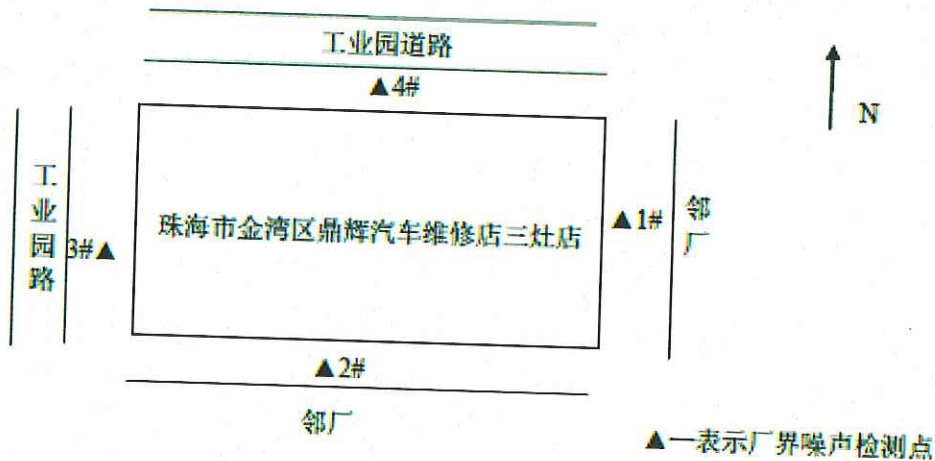 工业园道路
▲4#
N
工业园路
3#▲
珠海市金湾区鼎辉汽车维修店三灶店
▲1#
邻厂
▲2#
邻厂
▲一表示厂界噪声检测点